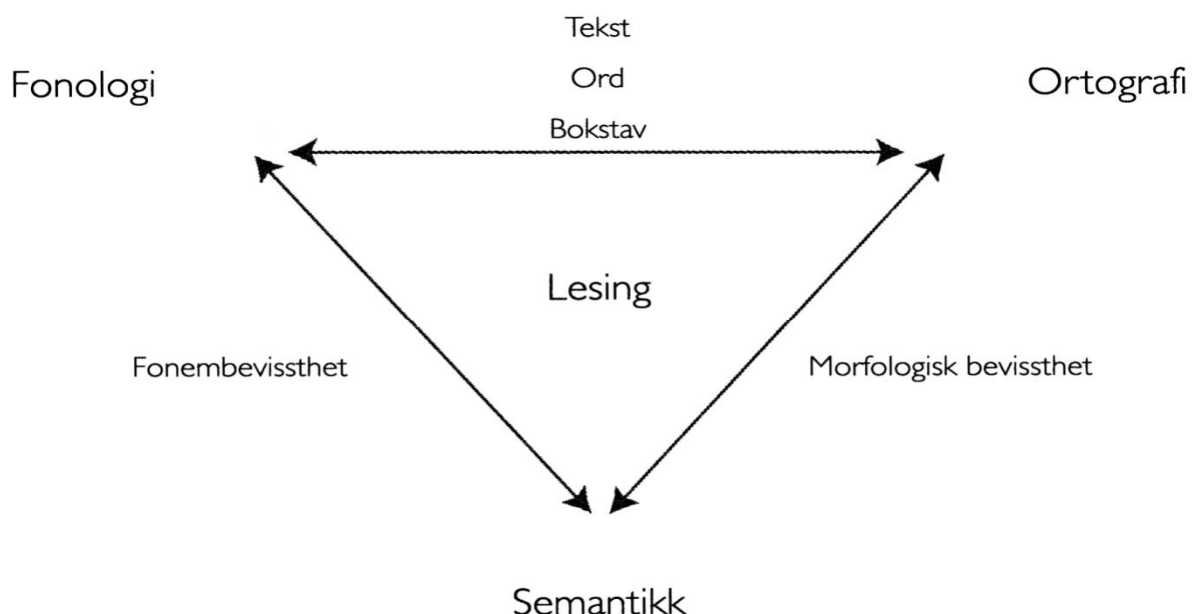 Tekst
Fonologi
Ord
Ortografi
Bokstav
Lesing
Fonembevissthet
Morfologisk bevissthet
Semantikk